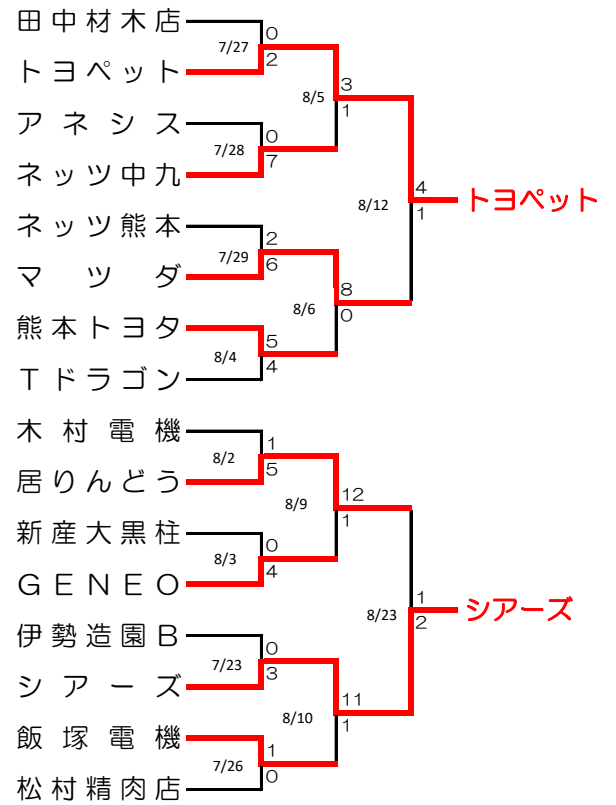 田中材木店
0
7/27
2
トヨペット
3
8/5
1
アネシス
0
7/28
7
ネッツ中九
4
トヨペット
8/12
1
ネッツ熊本
2
7/29
6
マツダ
8
8/6
0
熊本トヨタ
5
8/4
4
Tドラゴン
木村電機
1
8/2
5
居りんどう
12
8/9
1
新産大黒柱
0
8/3
4
GENEO
1
シアーズ
8/23
2
伊勢造園B
0
7/23
3
シアーズ
11
8/10
1
飯塚電機
1
7/26
0
松村精肉店